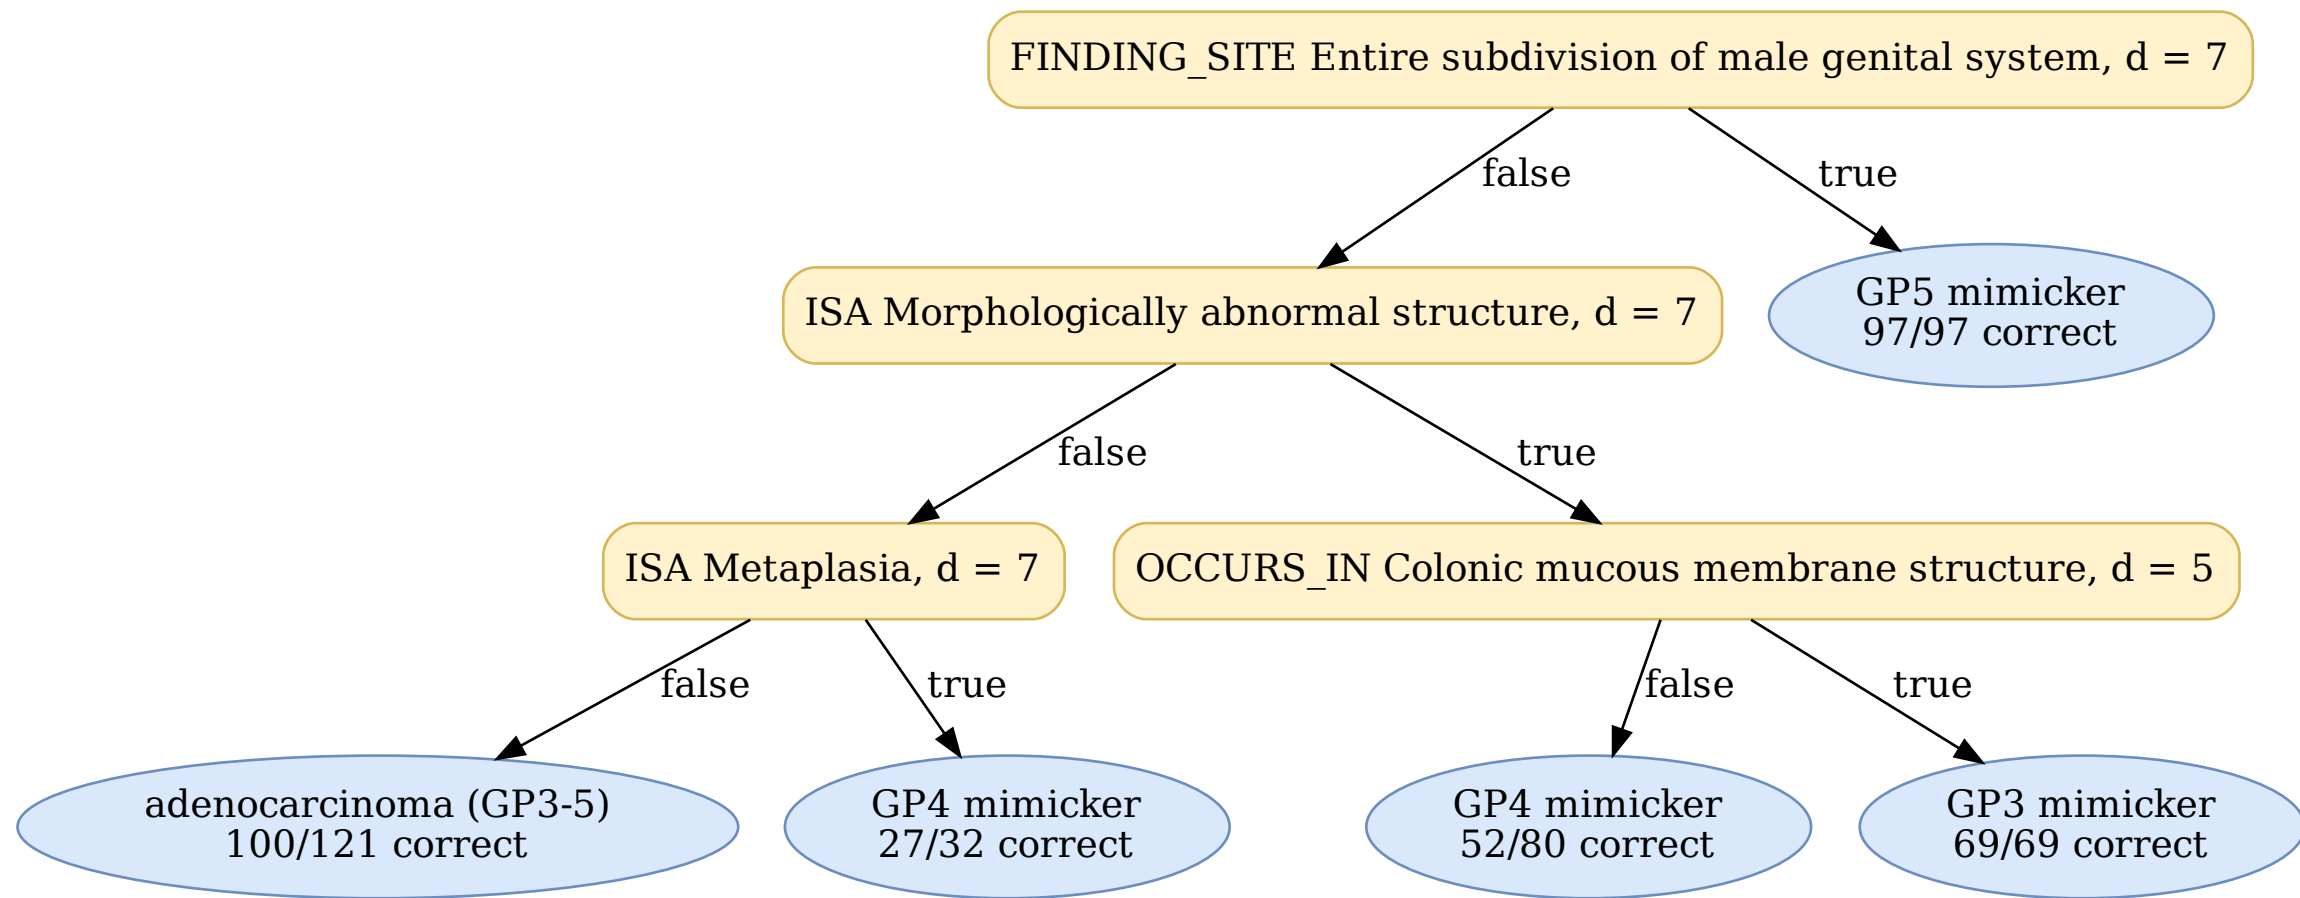 FINDING_SITE Entire subdivision of male genital system, d = 7
false
true
ISA Morphologically abnormal structure, d = 7
GP5 mimicker
97/97 correct
false
true
ISA Metaplasia, d = 7
OCCURS_IN Colonic mucous membrane structure, d = 5
false
true
false
true
adenocarcinoma (GP3-5)
100/121 correct
GP4 mimicker
27/32 correct
GP4 mimicker
52/80 correct
GP3 mimicker
69/69 correct